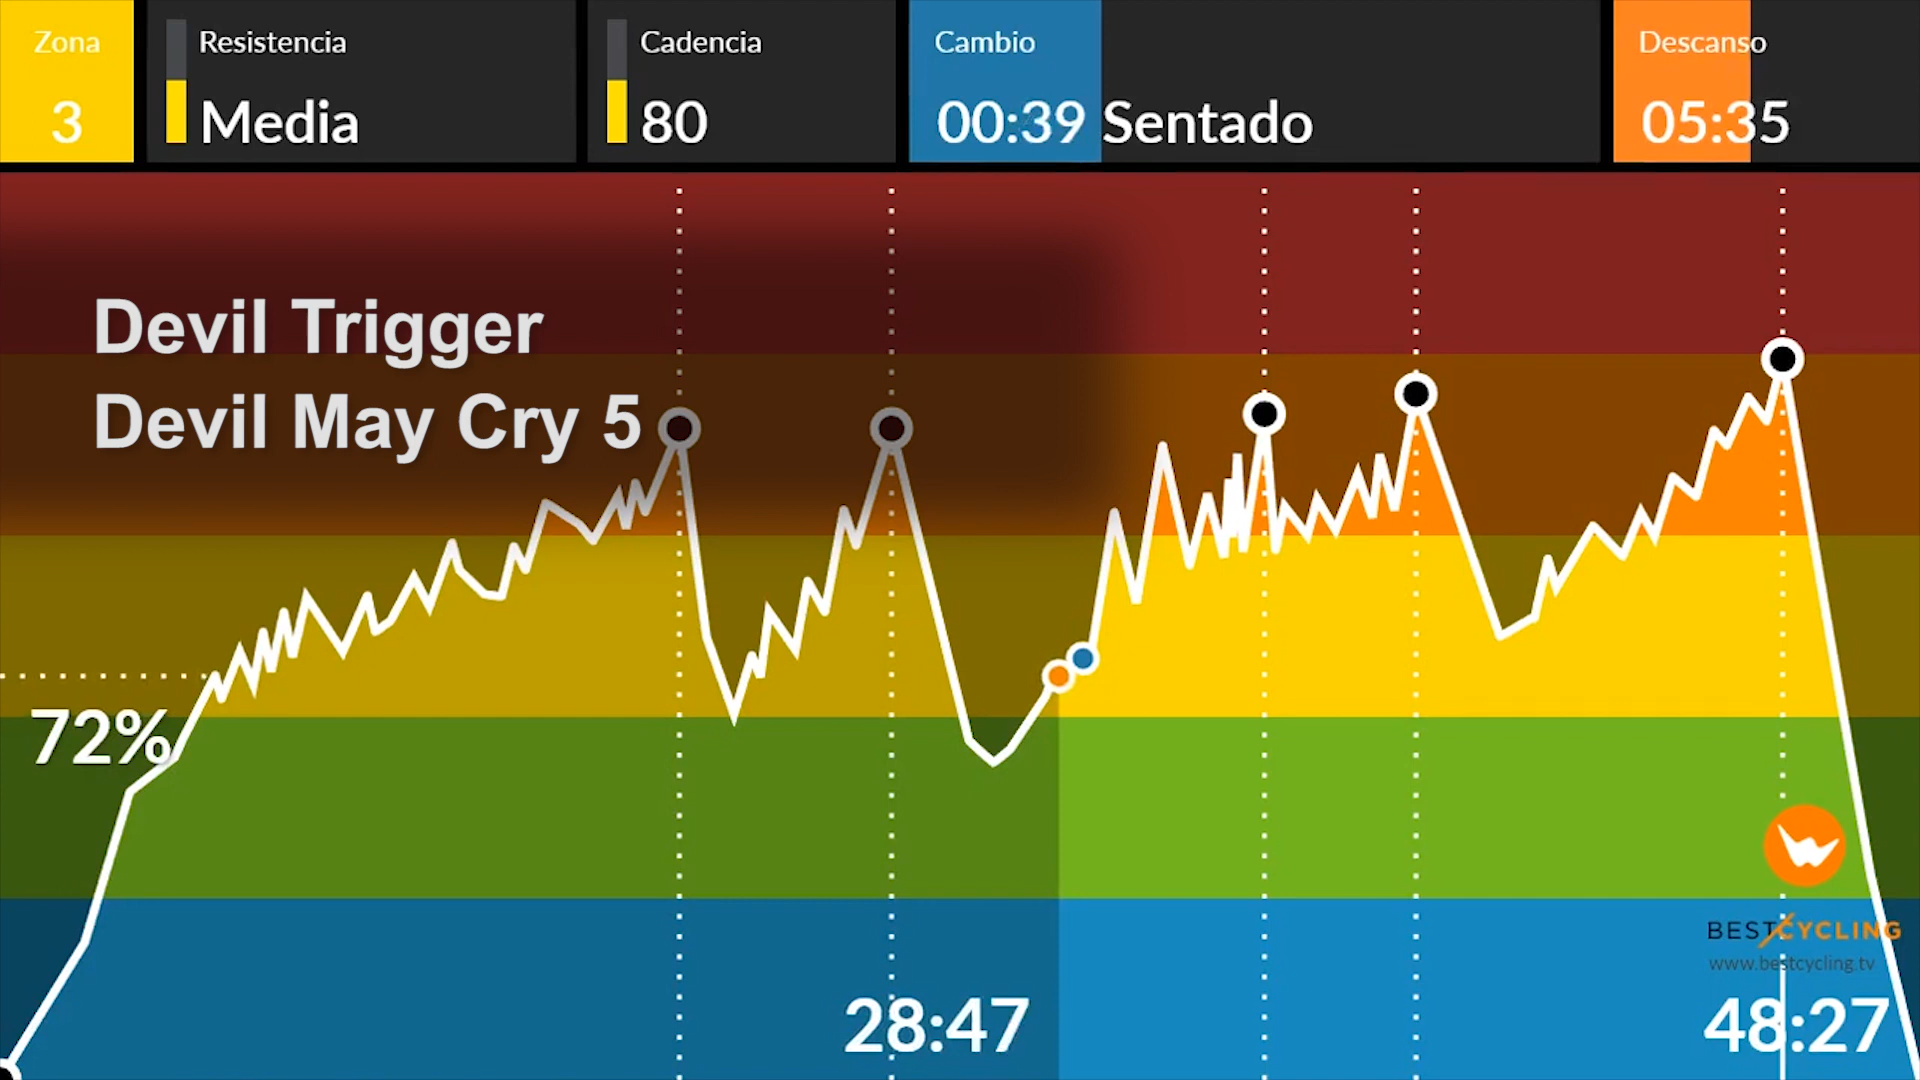 Zona
3
Resistencia
Media
Cadencia
80
Cambio
00:39 Sentado
Descanso
05:35
Devil Trigger
Devil May Cry 5
72%
BESTCYCLING
www.bestcycling.tv
28:47
48:27